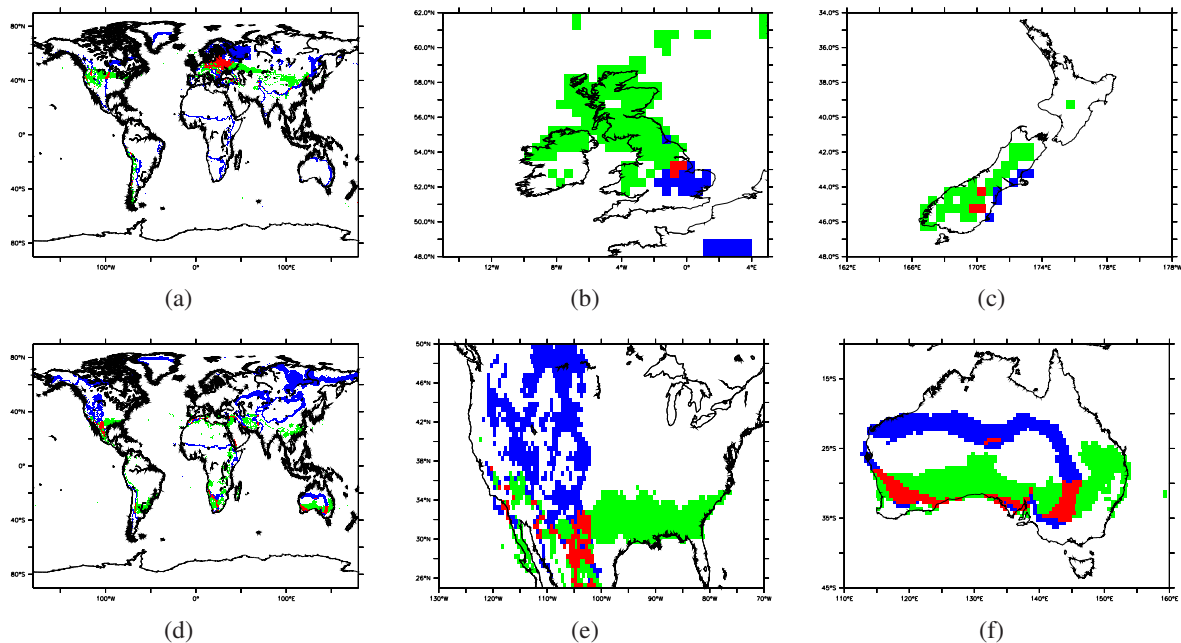 80°N
40°N
0°
40°S
80°S
100°W
0°
100°E
(a)
62.0°N
60.0°N
58.0°N
56.0°N
54.0°N
52.0°N
50.0°N
48.0°N
12°W
8°W
4°W
0°
4°E
(b)
34.0°S
36.0°S
38.0°S
40.0°S
42.0°S
44.0°S
46.0°S
48.0°S
162°E
166°E
170°E
174°E
178°W
(c)
80°N
40°N
0°
40°S
80°S
100°W
0°
100°E
(d)
50°N
46°N
42°N
38°N
34°N
30°N
26°N
130°W
120°W
110°W
100°W
90°W
80°W
70°W
(e)
15°S
25°S
35°S
45°S
110°E
120°E
130°E
140°E
150°E
160°E
(f)